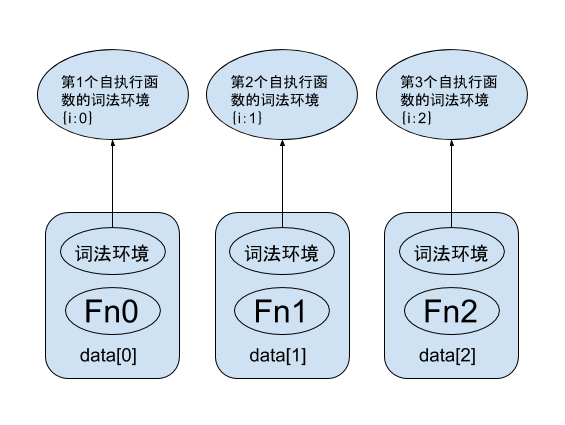 第1个自执行函
数的词法环境
{i:0}
第2个自执行函
数的词法环境
{i:1}
第3个自执行函
数的词法环境
{i:2}
词法环境
Fn0
data[0]
词法环境
Fn1
data[1]
词法环境
Fn2
data[2]